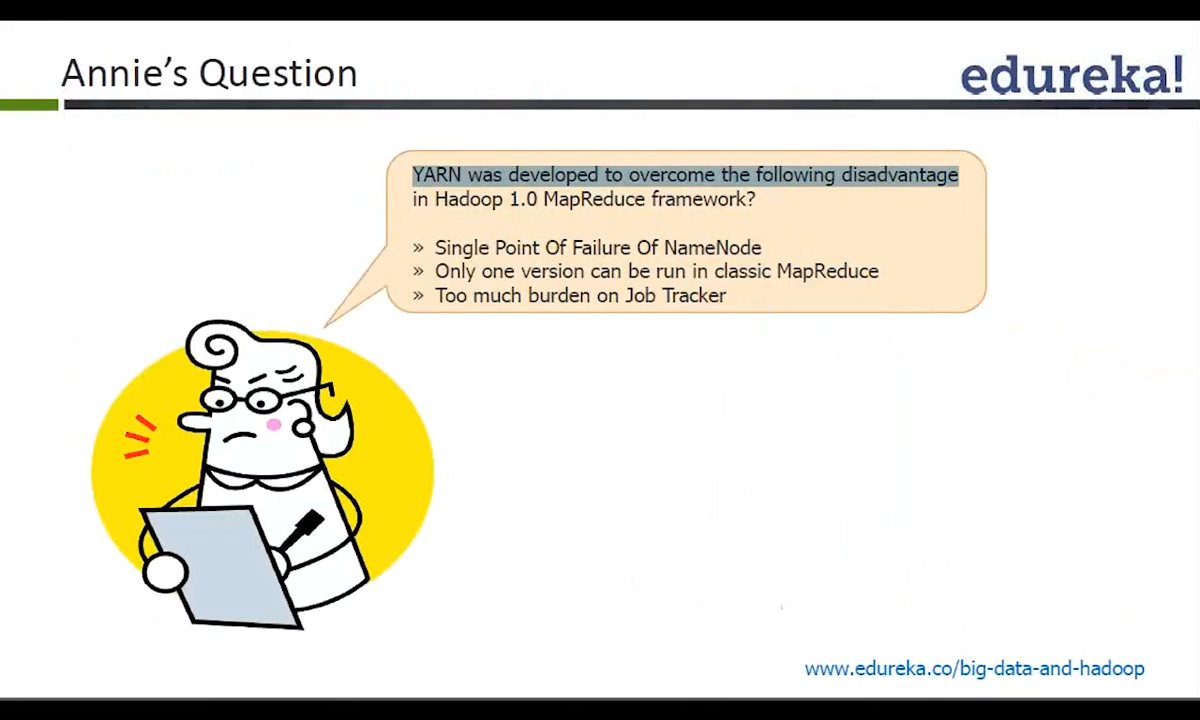 Annie's Question
edureka!
YARN was developed to overcome the following disadvantage
in Hadoop 1.0 MapReduce framework?
» Single Point Of Failure Of NameNode
» Only one version can be run in classic MapReduce
» Too much burden on Job Tracker
www.edureka.co/big-data-and-hadoop